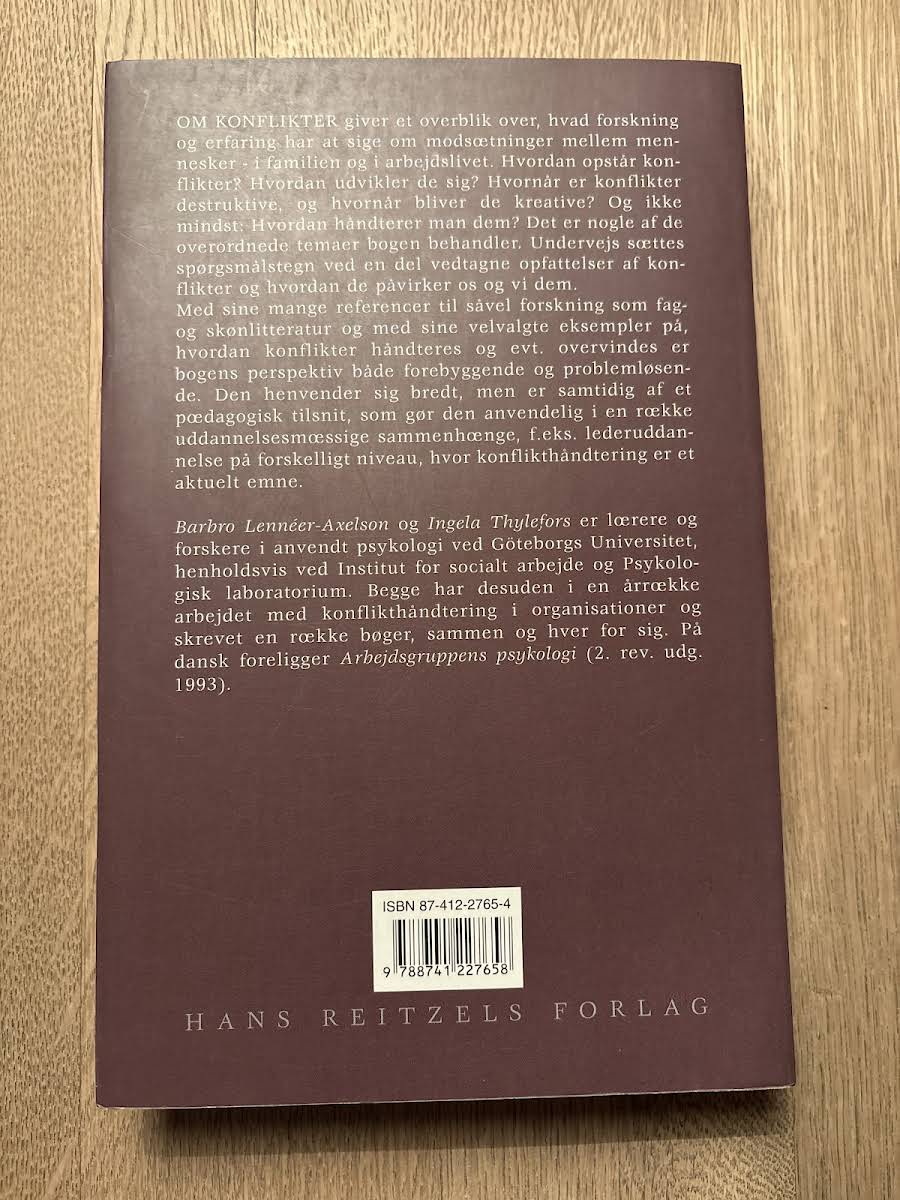 OM KONFLIKTER giver et overblik over, hvad forskning
og erfaring har at sige om modsætninger mellem men-
nesker - i familien og i arbejdslivet. Hvordan opstår kon-
flikter? Hvordan udvikler de sig? Hvornår er konflikter
destruktive, og hvornår bliver de kreative? Og ikke
mindst: Hvordan håndterer man dem? Det er nogle af de
overordnede temaer bogen behandler. Undervejs sættes
spørgsmålstegn ved en del vedtagne opfattelser af kon-
flikter og hvordan de påvirker os og vi dem.
Med sine mange referencer til såvel forskning som fag-
og skønlitteratur og med sine velvalgte eksempler på,
hvordan konflikter håndteres og evt. overvindes er
bogens perspektiv både forebyggende og problemløsen-
de. Den henvender sig bredt, men er samtidig af et
pædagogisk tilsnit, som gør den anvendelig i en række
uddannelsesmæssige sammenhænge, f.eks. lederuddan-
nelse på forskelligt niveau, hvor konflikthåndtering er et
aktuelt emne.
Barbro Lennéer-Axelson og Ingela Thylefors er lærere og
forskere i anvendt psykologi ved Göteborgs Universitet,
henholdsvis ved Institut for socialt arbejde og Psykolo-
gisk laboratorium. Begge har desuden i en årrække
arbejdet med konflikthåndtering i organisationer og
skrevet en række bøger, sammen og hver for sig. På
dansk foreligger Arbejdsgruppens psykologi (2. rev. udg.
1993).
ISBN 87-412-2765-4
9 788741 227658
HANS REITZELS FORLAG